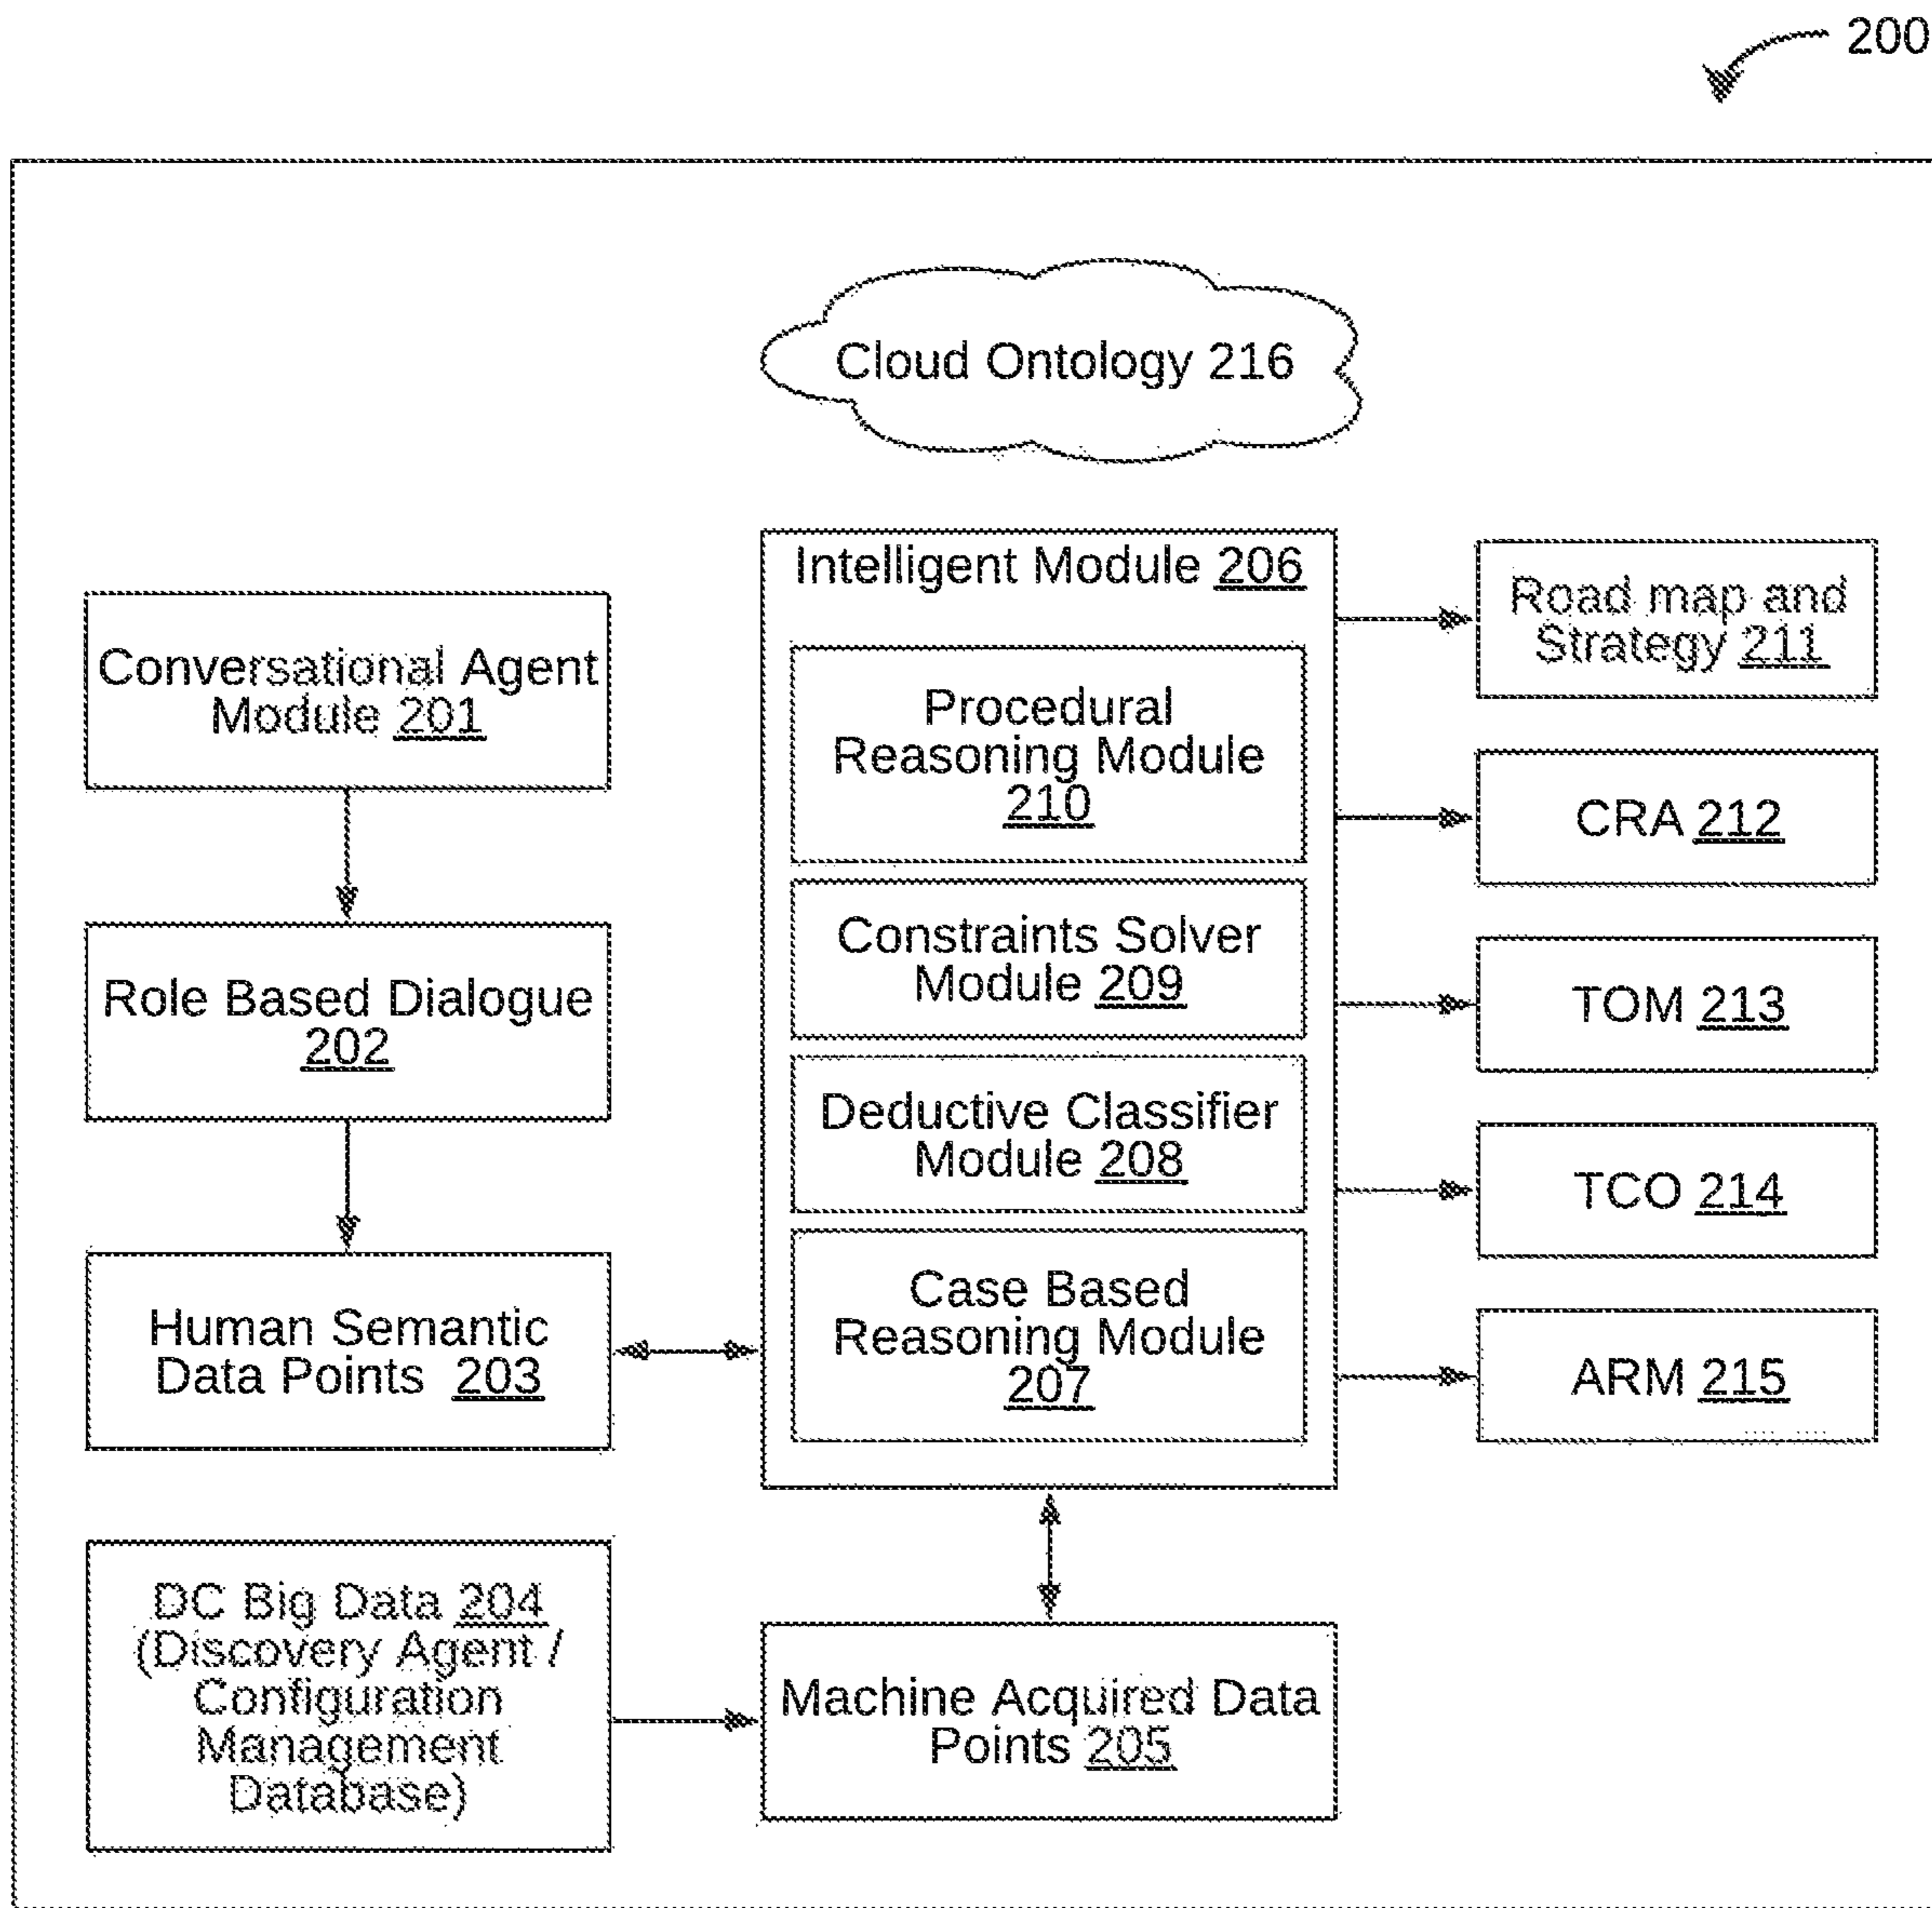 200
Cloud Ontology 216
Conversational Agent
Module 201
Role Based Dialogue
202
Human Semantic
Data Points 203
DC Big Data 204
(Discovery Agent /
Configuration
Management
Database)
Intelligent Module 206
Procedural
Reasoning Module
210
Constraints Solver
Module 209
Deductive Classifier
Module 208
Case Based
Reasoning Module
207
Machine Acquired Data
Points 205
Road map and
Strategy 211
CRA 212
TOM 213
TCO 214
ARM 215